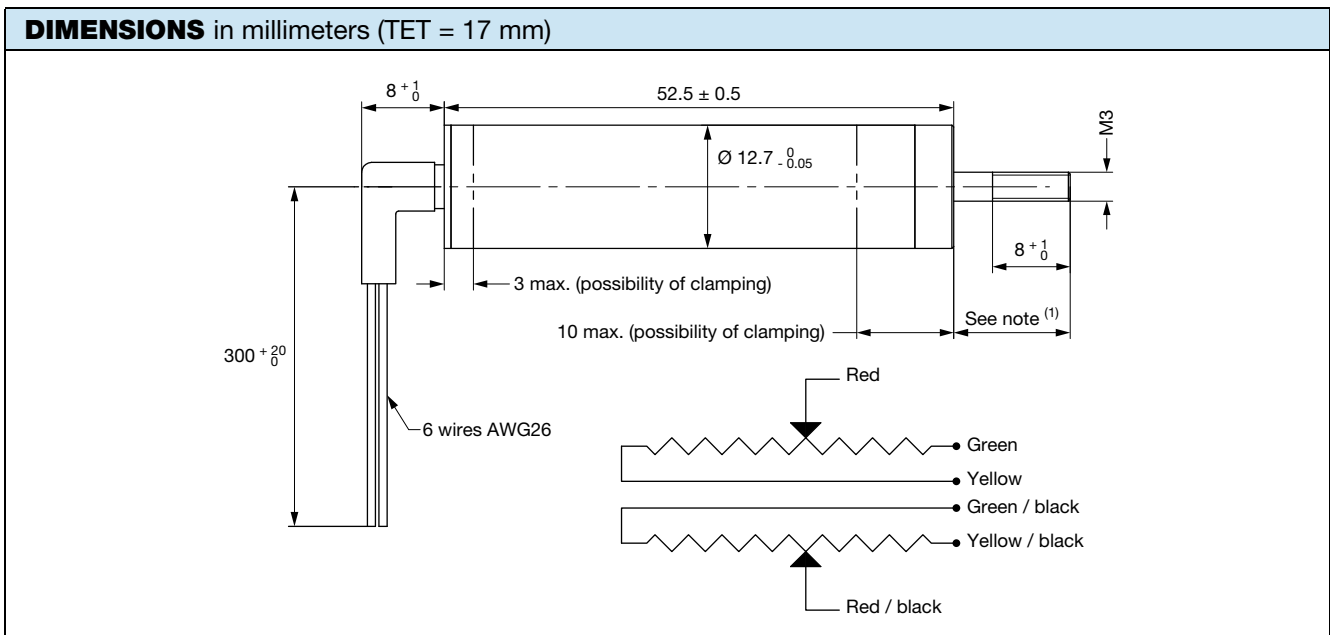 DIMENSIONS in millimeters (TET = 17 mm)
8 +1 0
52.5 ± 0.5
M3
Ø 12.7 0 - 0.05
8 +1 0
3 max. (possibility of clamping)
See note (1)
10 max. (possibility of clamping)
300 +20 0
Red
6 wires AWG26
Green
Yellow
Green / black
Yellow / black
Red / black